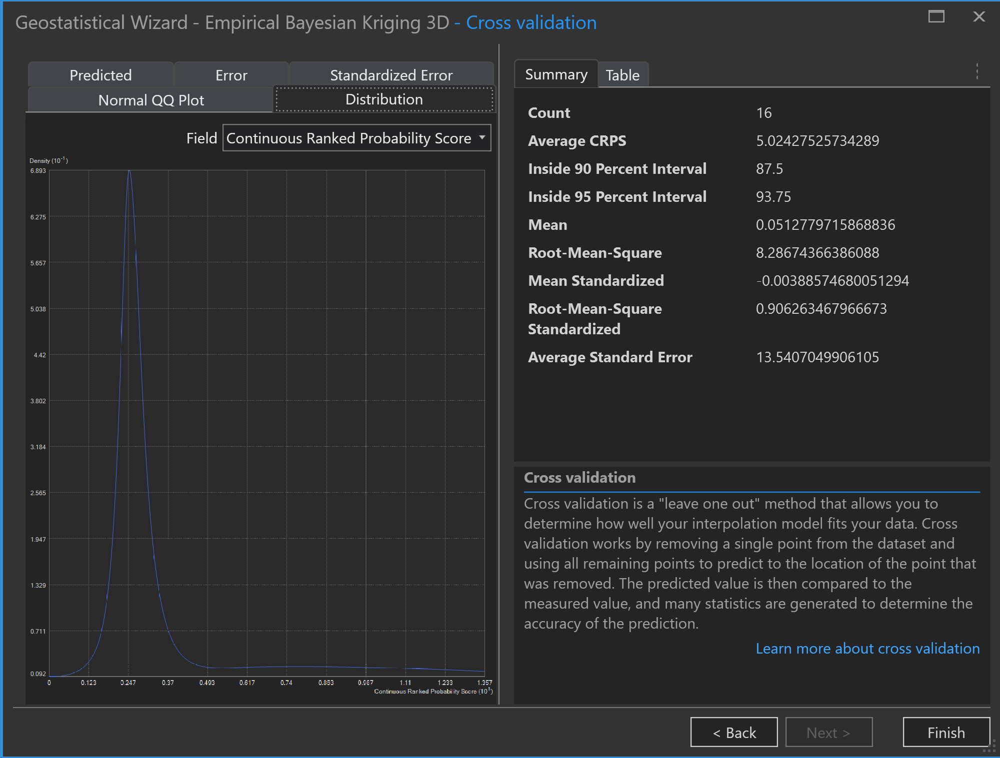 Geostatistical Wizard - Empirical Bayesian Kriging 3D - Cross validation
Predicted
Error
Standardized Error
Normal QQ Plot
Distribution
Field
Continuous Ranked Probability Score
Density (10⁻¹)
6.893
6.275
5.657
5.038
4.42
3.802
3.184
2.565
1.947
1.329
0.711
0.092
0
0.123
0.247
0.37
0.493
0.617
0.74
0.863
0.987
1.11
1.233
1.357
Continuous Ranked Probability Score (10¹)
Summary
Table
Count 16
Average CRPS 5.02427525734289
Inside 90 Percent Interval 87.5
Inside 95 Percent Interval 93.75
Mean 0.0512779715868836
Root-Mean-Square 8.28674366386088
Mean Standardized -0.00388574680051294
Root-Mean-Square 0.906263467966673
Standardized
Average Standard Error 13.5407049906105
Cross validation
Cross validation is a "leave one out" method that allows you to
determine how well your interpolation model fits your data. Cross
validation works by removing a single point from the dataset and
using all remaining points to predict to the location of the point that
was removed. The predicted value is then compared to the
measured value, and many statistics are generated to determine the
accuracy of the prediction.
Learn more about cross validation
< Back
Next >
Finish